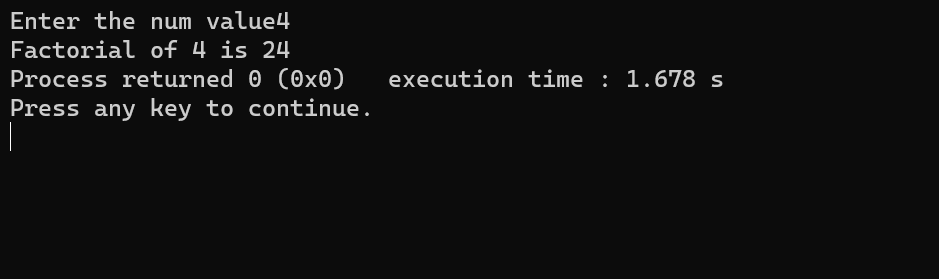 Enter the num value4
Factorial of 4 is 24
Process returned 0 (0x0)   execution time : 1.678 s
Press any key to continue.